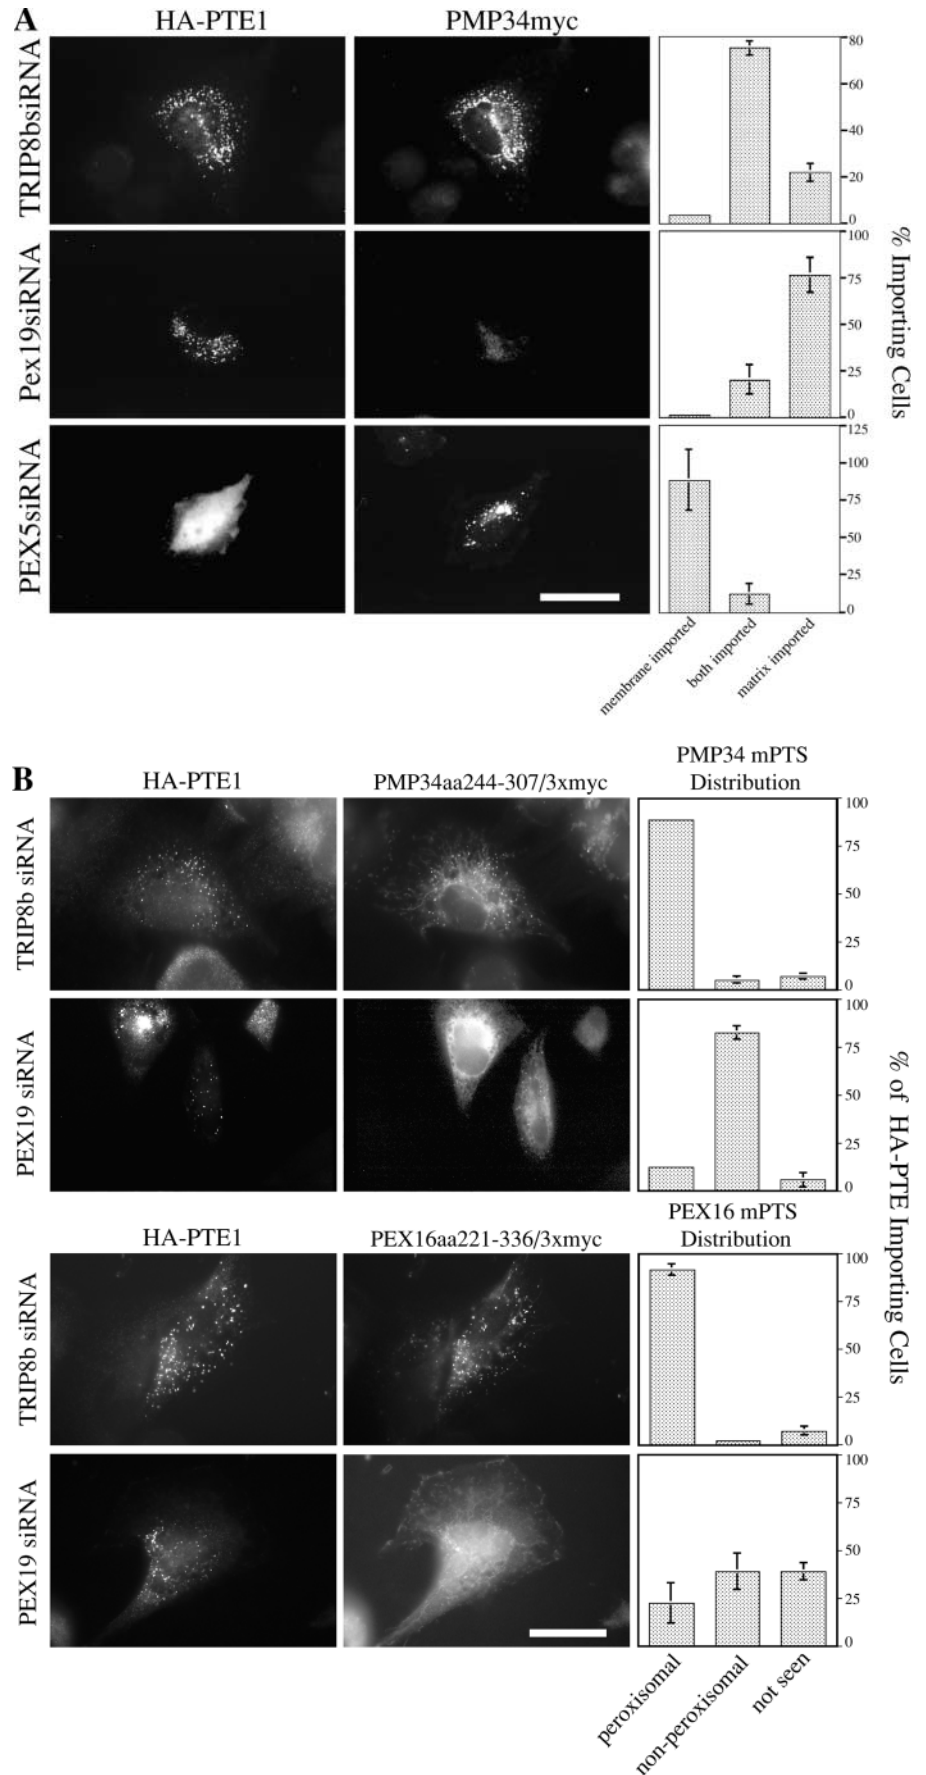 A
HA-PTE1 PMP34myc
TRIP8bsiRNA
80
60
40
20
0
Pex19siRNA
100
75
50
25
0
PEX5siRNA
125
100
75
50
25
0
% Importing Cells
membrane imported
both imported
matrix imported
B
HA-PTE1 PMP34aa244-307/3xmyc
PMP34 mPTS
Distribution
TRIP8b siRNA
100
75
50
25
0
PEX19 siRNA
100
75
50
25
0
HA-PTE1 PEX16aa221-336/3xmyc
PEX16 mPTS
Distribution
TRIP8b siRNA
100
75
50
25
0
PEX19 siRNA
100
75
50
25
0
% of HA-PTE Importing Cells
peroxisomal
non-peroxisomal
not seen